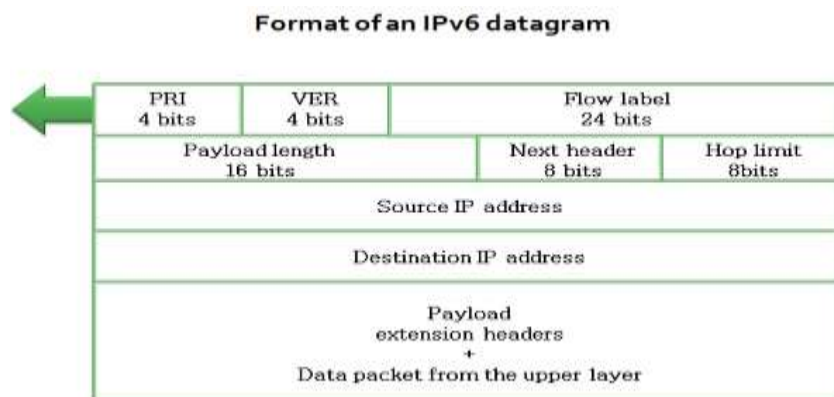 Format of an IPv6 datagram
PRI
4 bits
VER
4 bits
Flow label
24 bits
Payload length
16 bits
Next header
8 bits
Hop limit
8bits
Source IP address
Destination IP address
Payload
extension headers
+
Data packet from the upper layer